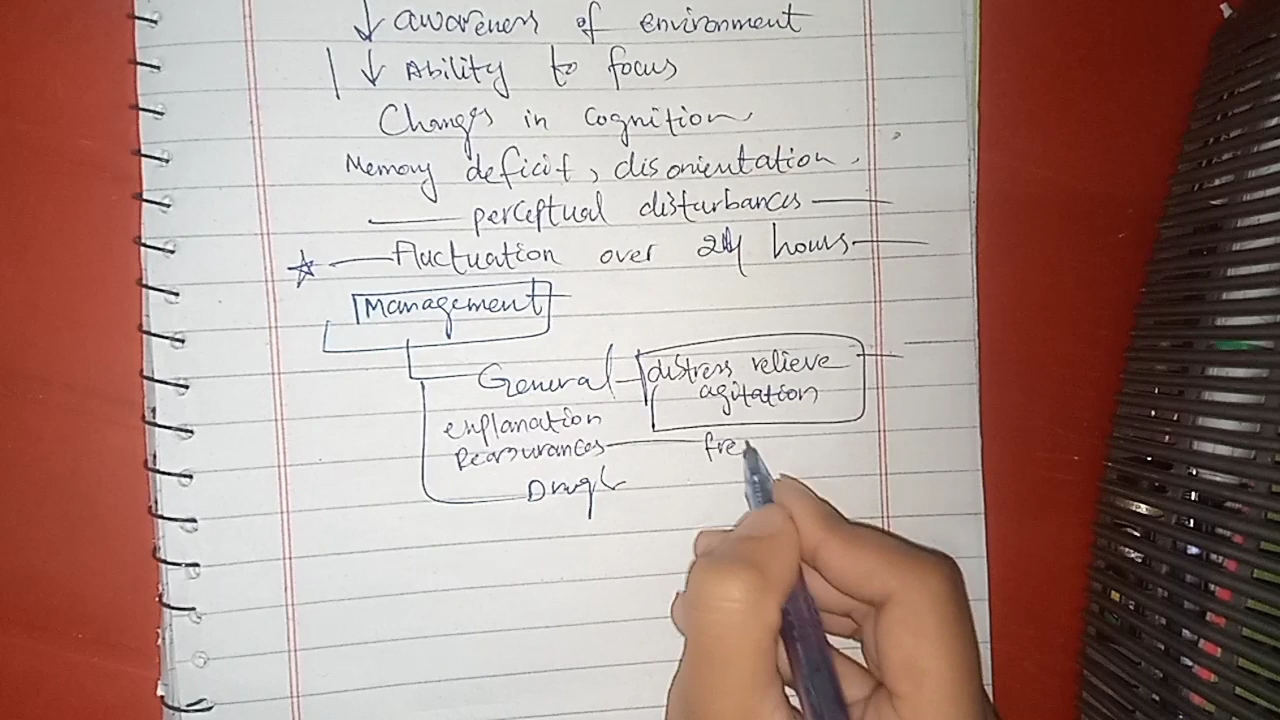 ↓ awareness of environment
↓ Ability to focus
Changes in cognition,
Memory deficit, disorientation,
perceptual disturbances
☆ fluctuation over 24 hours
Management
General distress relieve
agitation
explanation
Reassurances fre
Drugs